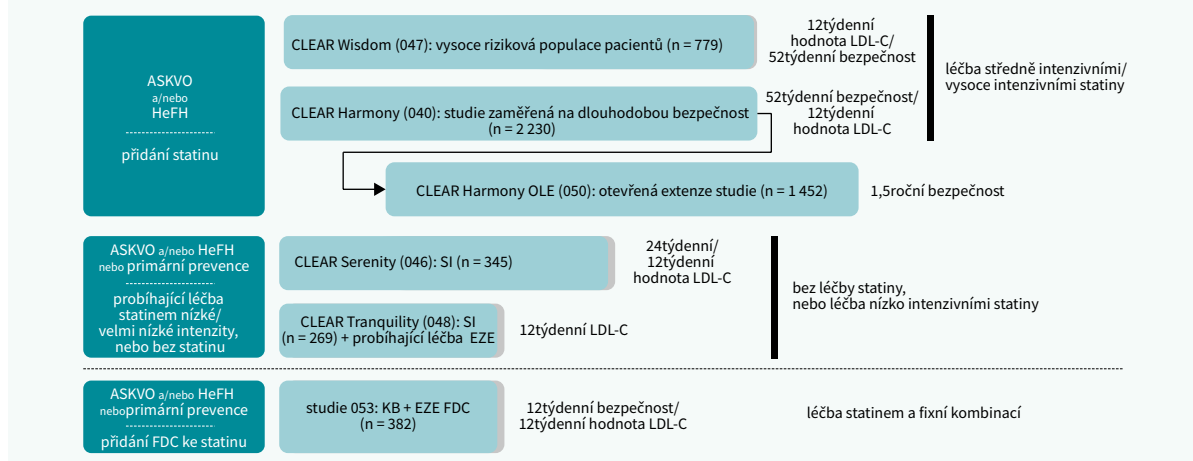 ASKVO
a/nebo
HeFH
přidání statinu
CLEAR Wisdom (047): vysoce riziková populace pacientů (n = 779)
12týdenní
hodnota LDL-C/
52týdenní bezpečnost
CLEAR Harmony (040): studie zaměřená na dlouhodobou bezpečnost
(n = 2 230)
52týdenní bezpečnost/
12týdenní
hodnota LDL-C
léčba středně intenzivními/
vysoce intenzivními statiny
CLEAR Harmony OLE (050): otevřená extenze studie (n = 1 452)
1,5roční bezpečnost
ASKVO a/nebo HeFH
nebo primární prevence
probíhající léčba
statinem nízké/
velmi nízké intenzity,
nebo bez statinu
CLEAR Serenity (046): SI (n = 345)
24týdenní/
12týdenní
hodnota LDL-C
CLEAR Tranquility (048): SI
(n = 269) + probíhající léčba EZE
12týdenní LDL-C
bez léčby statiny,
nebo léčba nízko intenzivními statiny
ASKVO a/nebo HeFH
neboprimární prevence
přidání FDC ke statinu
studie 053: KB + EZE FDC
(n = 382)
12týdenní bezpečnost/
12týdenní hodnota LDL-C
léčba statinem a fixní kombinací